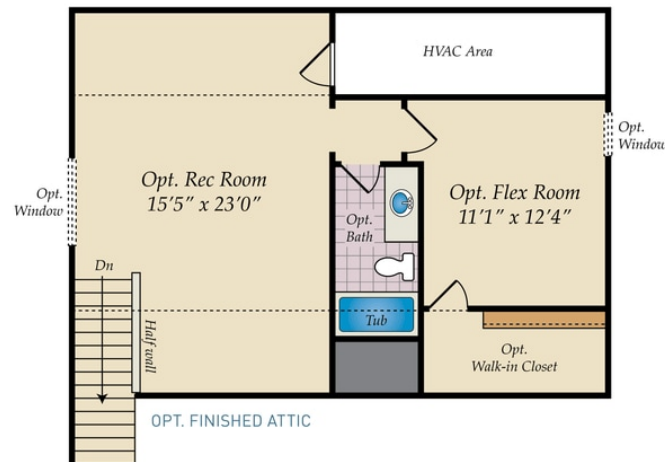 HVAC Area
Opt.
Window
Opt. Rec Room
15'5" x 23'0"
Opt.
Window
Opt. Flex Room
11'1" x 12'4"
Opt.
Bath
Dn
Half wall
Tub
Opt.
Walk-in Closet
OPT. FINISHED ATTIC